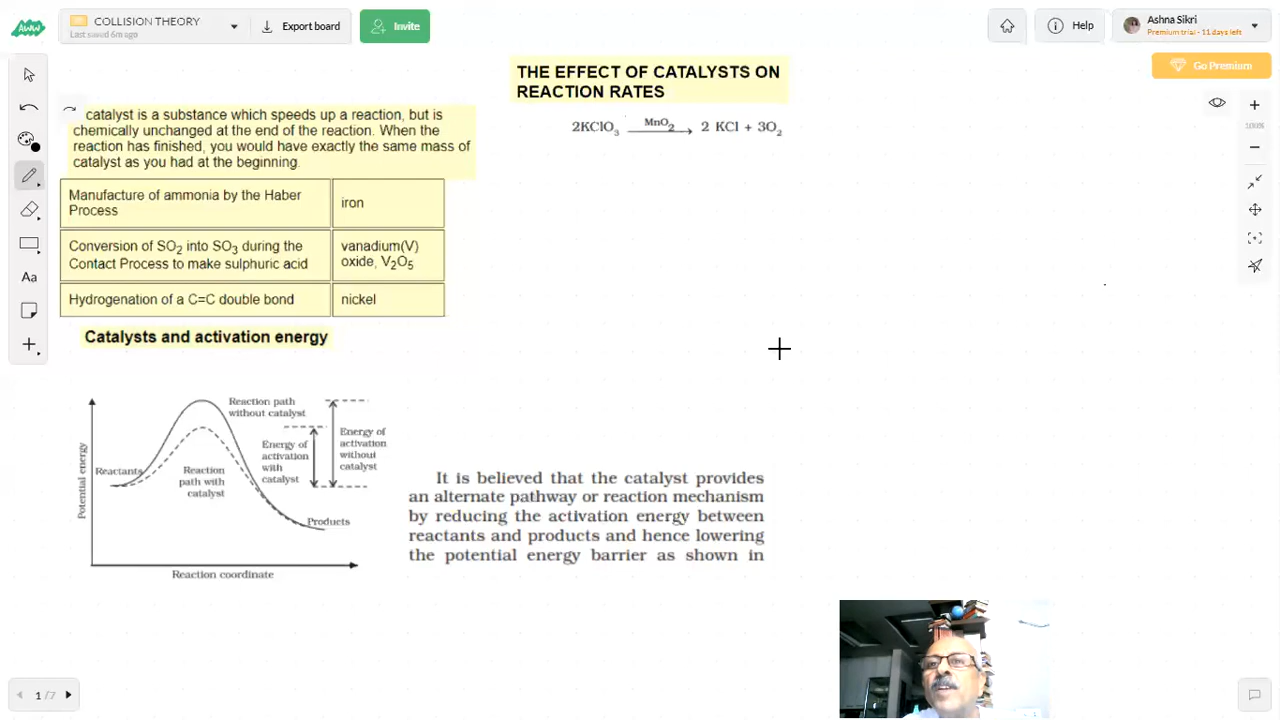 AWW
COLLISION THEORY
Last saved 6m ago
Export board
Invite
Help
Ashna Sikri
Premium trial - 11 days left
Go Premium
100%
Aa
THE EFFECT OF CATALYSTS ON
REACTION RATES
2KClO3 MnO2 → 2 KCl + 3O2
catalyst is a substance which speeds up a reaction, but is
chemically unchanged at the end of the reaction. When the
reaction has finished, you would have exactly the same mass of
catalyst as you had at the beginning.
Manufacture of ammonia by the Haber
Process
iron
Conversion of SO2 into SO3 during the
Contact Process to make sulphuric acid
vanadium(V)
oxide, V2O5
Hydrogenation of a C=C double bond
nickel
Catalysts and activation energy
Potential energy
Reactants
Reaction path
without catalyst
Reaction
path with
catalyst
Energy of
activation
with
catalyst
Energy of
activation
without
catalyst
Products
Reaction coordinate
It is believed that the catalyst provides
an alternate pathway or reaction mechanism
by reducing the activation energy between
reactants and products and hence lowering
the potential energy barrier as shown in
1 / 7